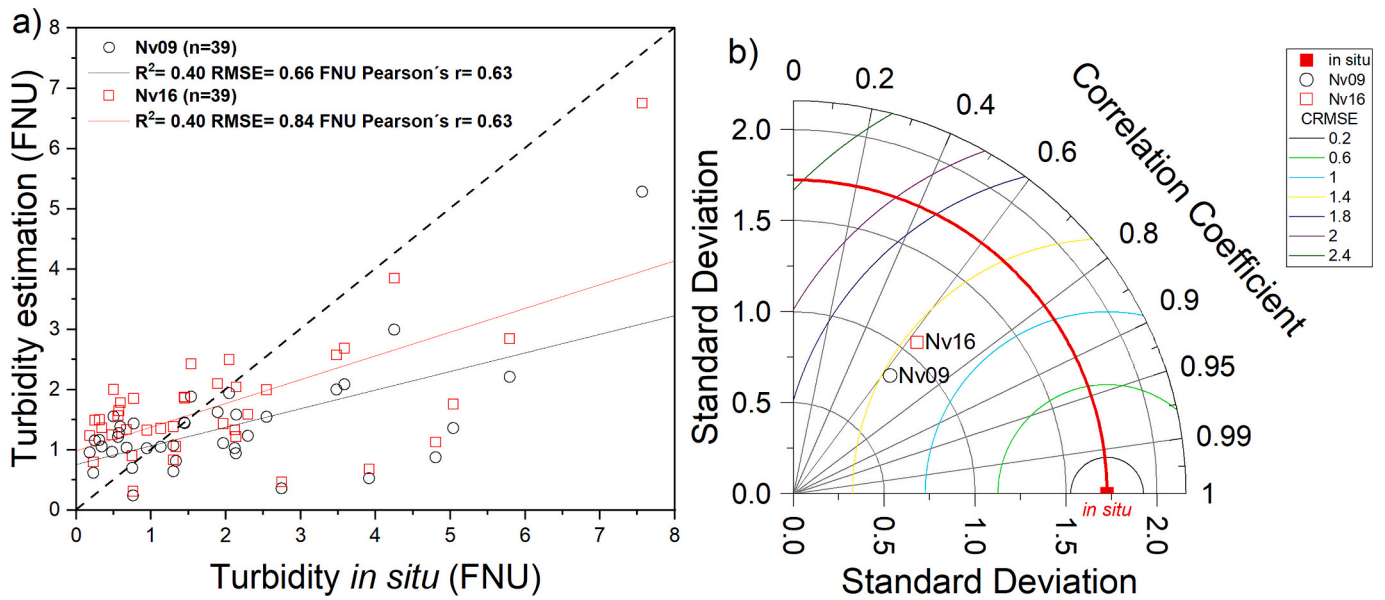 a)
Nv09 (n=39)
R²= 0.40 RMSE= 0.66 FNU Pearson´s r= 0.63
Nv16 (n=39)
R²= 0.40 RMSE= 0.84 FNU Pearson´s r= 0.63
Turbidity estimation (FNU)
8
7
6
5
4
3
2
1
0
0 1 2 3 4 5 6 7 8
Turbidity in situ (FNU)
b)
in situ
Nv09
Nv16
CRMSE
0.2
0.6
1
1.4
1.8
2
2.4
Correlation Coefficient
0
0.2
0.4
0.6
0.8
0.9
0.95
0.99
1
Standard Deviation
2.0
1.5
1.0
0.5
0.0
Nv16
Nv09
in situ
0.0 0.5 1.0 1.5 2.0
Standard Deviation